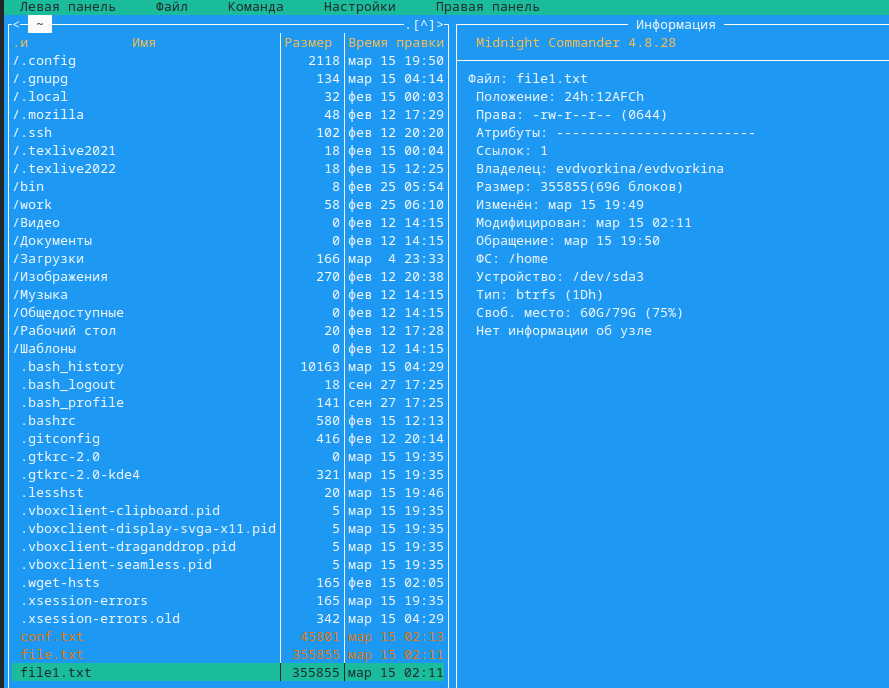 Левая панель Файл Команда Настройки Правая панель
<─ ~ .[^]>
.и Имя Размер Время правки
/.config 2118 мар 15 19:50
/.gnupg 134 мар 15 04:14
/.local 32 фев 15 00:03
/.mozilla 48 фев 12 17:29
/.ssh 102 фев 12 20:20
/.texlive2021 18 фев 15 00:04
/.texlive2022 18 фев 15 12:25
/bin 8 фев 25 05:54
/work 58 фев 25 06:10
/Видео 0 фев 12 14:15
/Документы 0 фев 12 14:15
/Загрузки 166 мар 4 23:33
/Изображения 270 фев 12 20:38
/Музыка 0 фев 12 14:15
/Общедоступные 0 фев 12 14:15
/Рабочий стол 20 фев 12 17:28
/Шаблоны 0 фев 12 14:15
.bash_history 10163 мар 15 04:29
.bash_logout 18 сен 27 17:25
.bash_profile 141 сен 27 17:25
.bashrc 580 фев 15 12:13
.gitconfig 416 фев 12 20:14
.gtkrc-2.0 0 мар 15 19:35
.gtkrc-2.0-kde4 321 мар 15 19:35
.lesshst 20 мар 15 19:46
.vboxclient-clipboard.pid 5 мар 15 19:35
.vboxclient-display-svga-x11.pid 5 мар 15 19:35
.vboxclient-draganddrop.pid 5 мар 15 19:35
.vboxclient-seamless.pid 5 мар 15 19:35
.wget-hsts 165 фев 15 02:05
.xsession-errors 165 мар 15 19:35
.xsession-errors.old 342 мар 15 04:29
conf.txt 45801 мар 15 02:13
file.txt 355855 мар 15 02:11
file1.txt 355855 мар 15 02:11
Информация
Midnight Commander 4.8.28
Файл: file1.txt
Положение: 24h:12AFCh
Права: -rw-r--r-- (0644)
Атрибуты: -------------------------
Ссылок: 1
Владелец: evdvorkina/evdvorkina
Размер: 355855(696 блоков)
Изменён: мар 15 19:49
Модифицирован: мар 15 02:11
Обращение: мар 15 19:50
ФС: /home
Устройство: /dev/sda3
Тип: btrfs (1Dh)
Своб. место: 60G/79G (75%)
Нет информации об узле